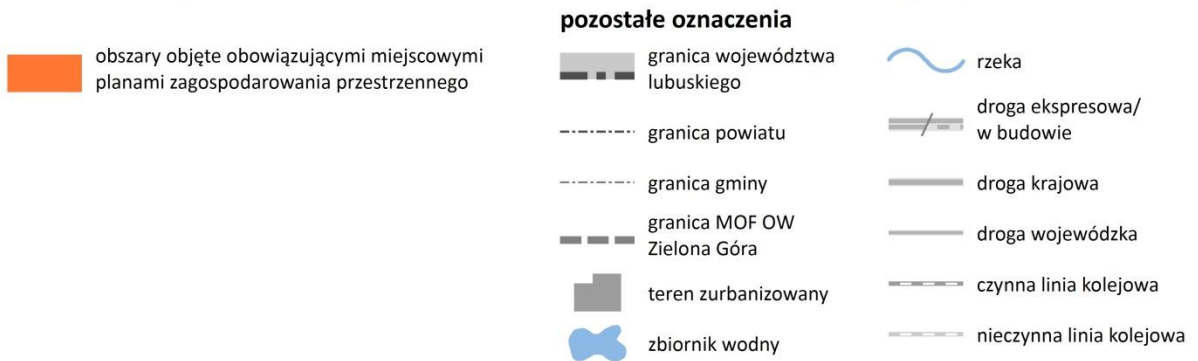 obszary objęte obowiązującymi miejscowymi
planami zagospodarowania przestrzennego
pozostałe oznaczenia
granica województwa
lubuskiego
granica powiatu
granica gminy
granica MOF OW
Zielona Góra
teren zurbanizowany
zbiornik wodny
rzeka
droga ekspresowa/
w budowie
droga krajowa
droga wojewódzka
czynna linia kolejowa
nieczynna linia kolejowa